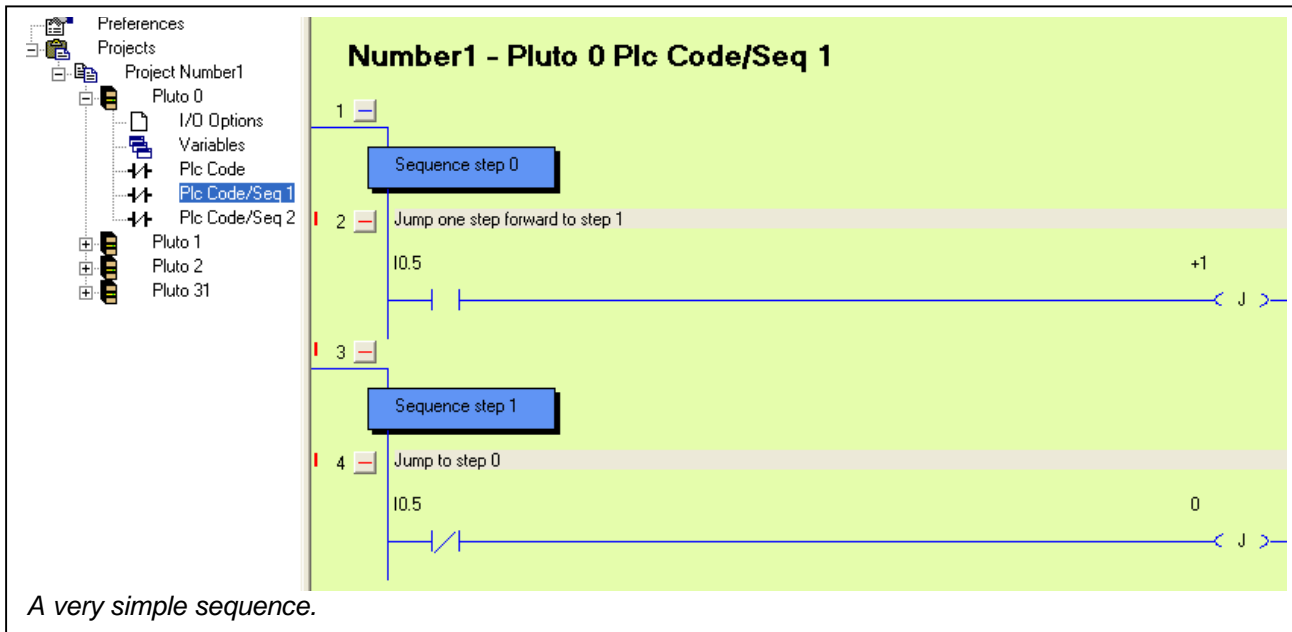 Preferences
Projects
Project Number1
Pluto 0
I/O Options
Variables
Plc Code
Plc Code/Seq 1
Plc Code/Seq 2
Pluto 1
Pluto 2
Pluto 31
Number1 - Pluto 0 Plc Code/Seq 1
1
Sequence step 0
2 Jump one step forward to step 1
I0.5 +1
J
3
Sequence step 1
4 Jump to step 0
I0.5 0
J
A very simple sequence.